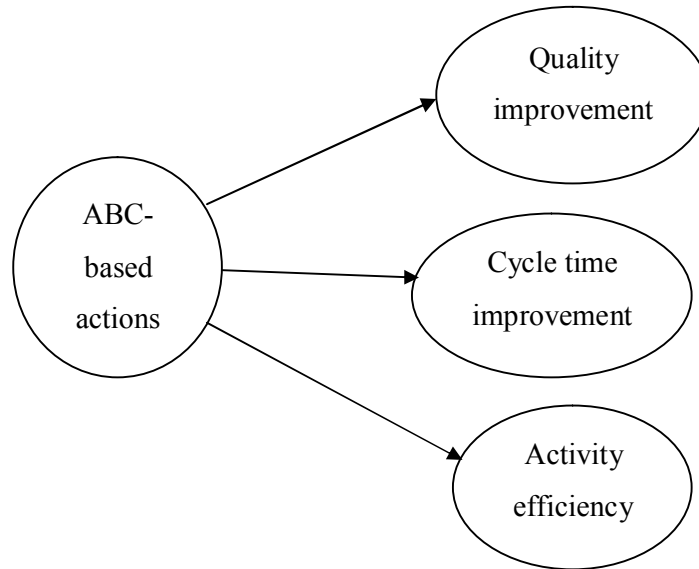 Quality
improvement
ABC-
based
actions
Cycle time
improvement
Activity
efficiency